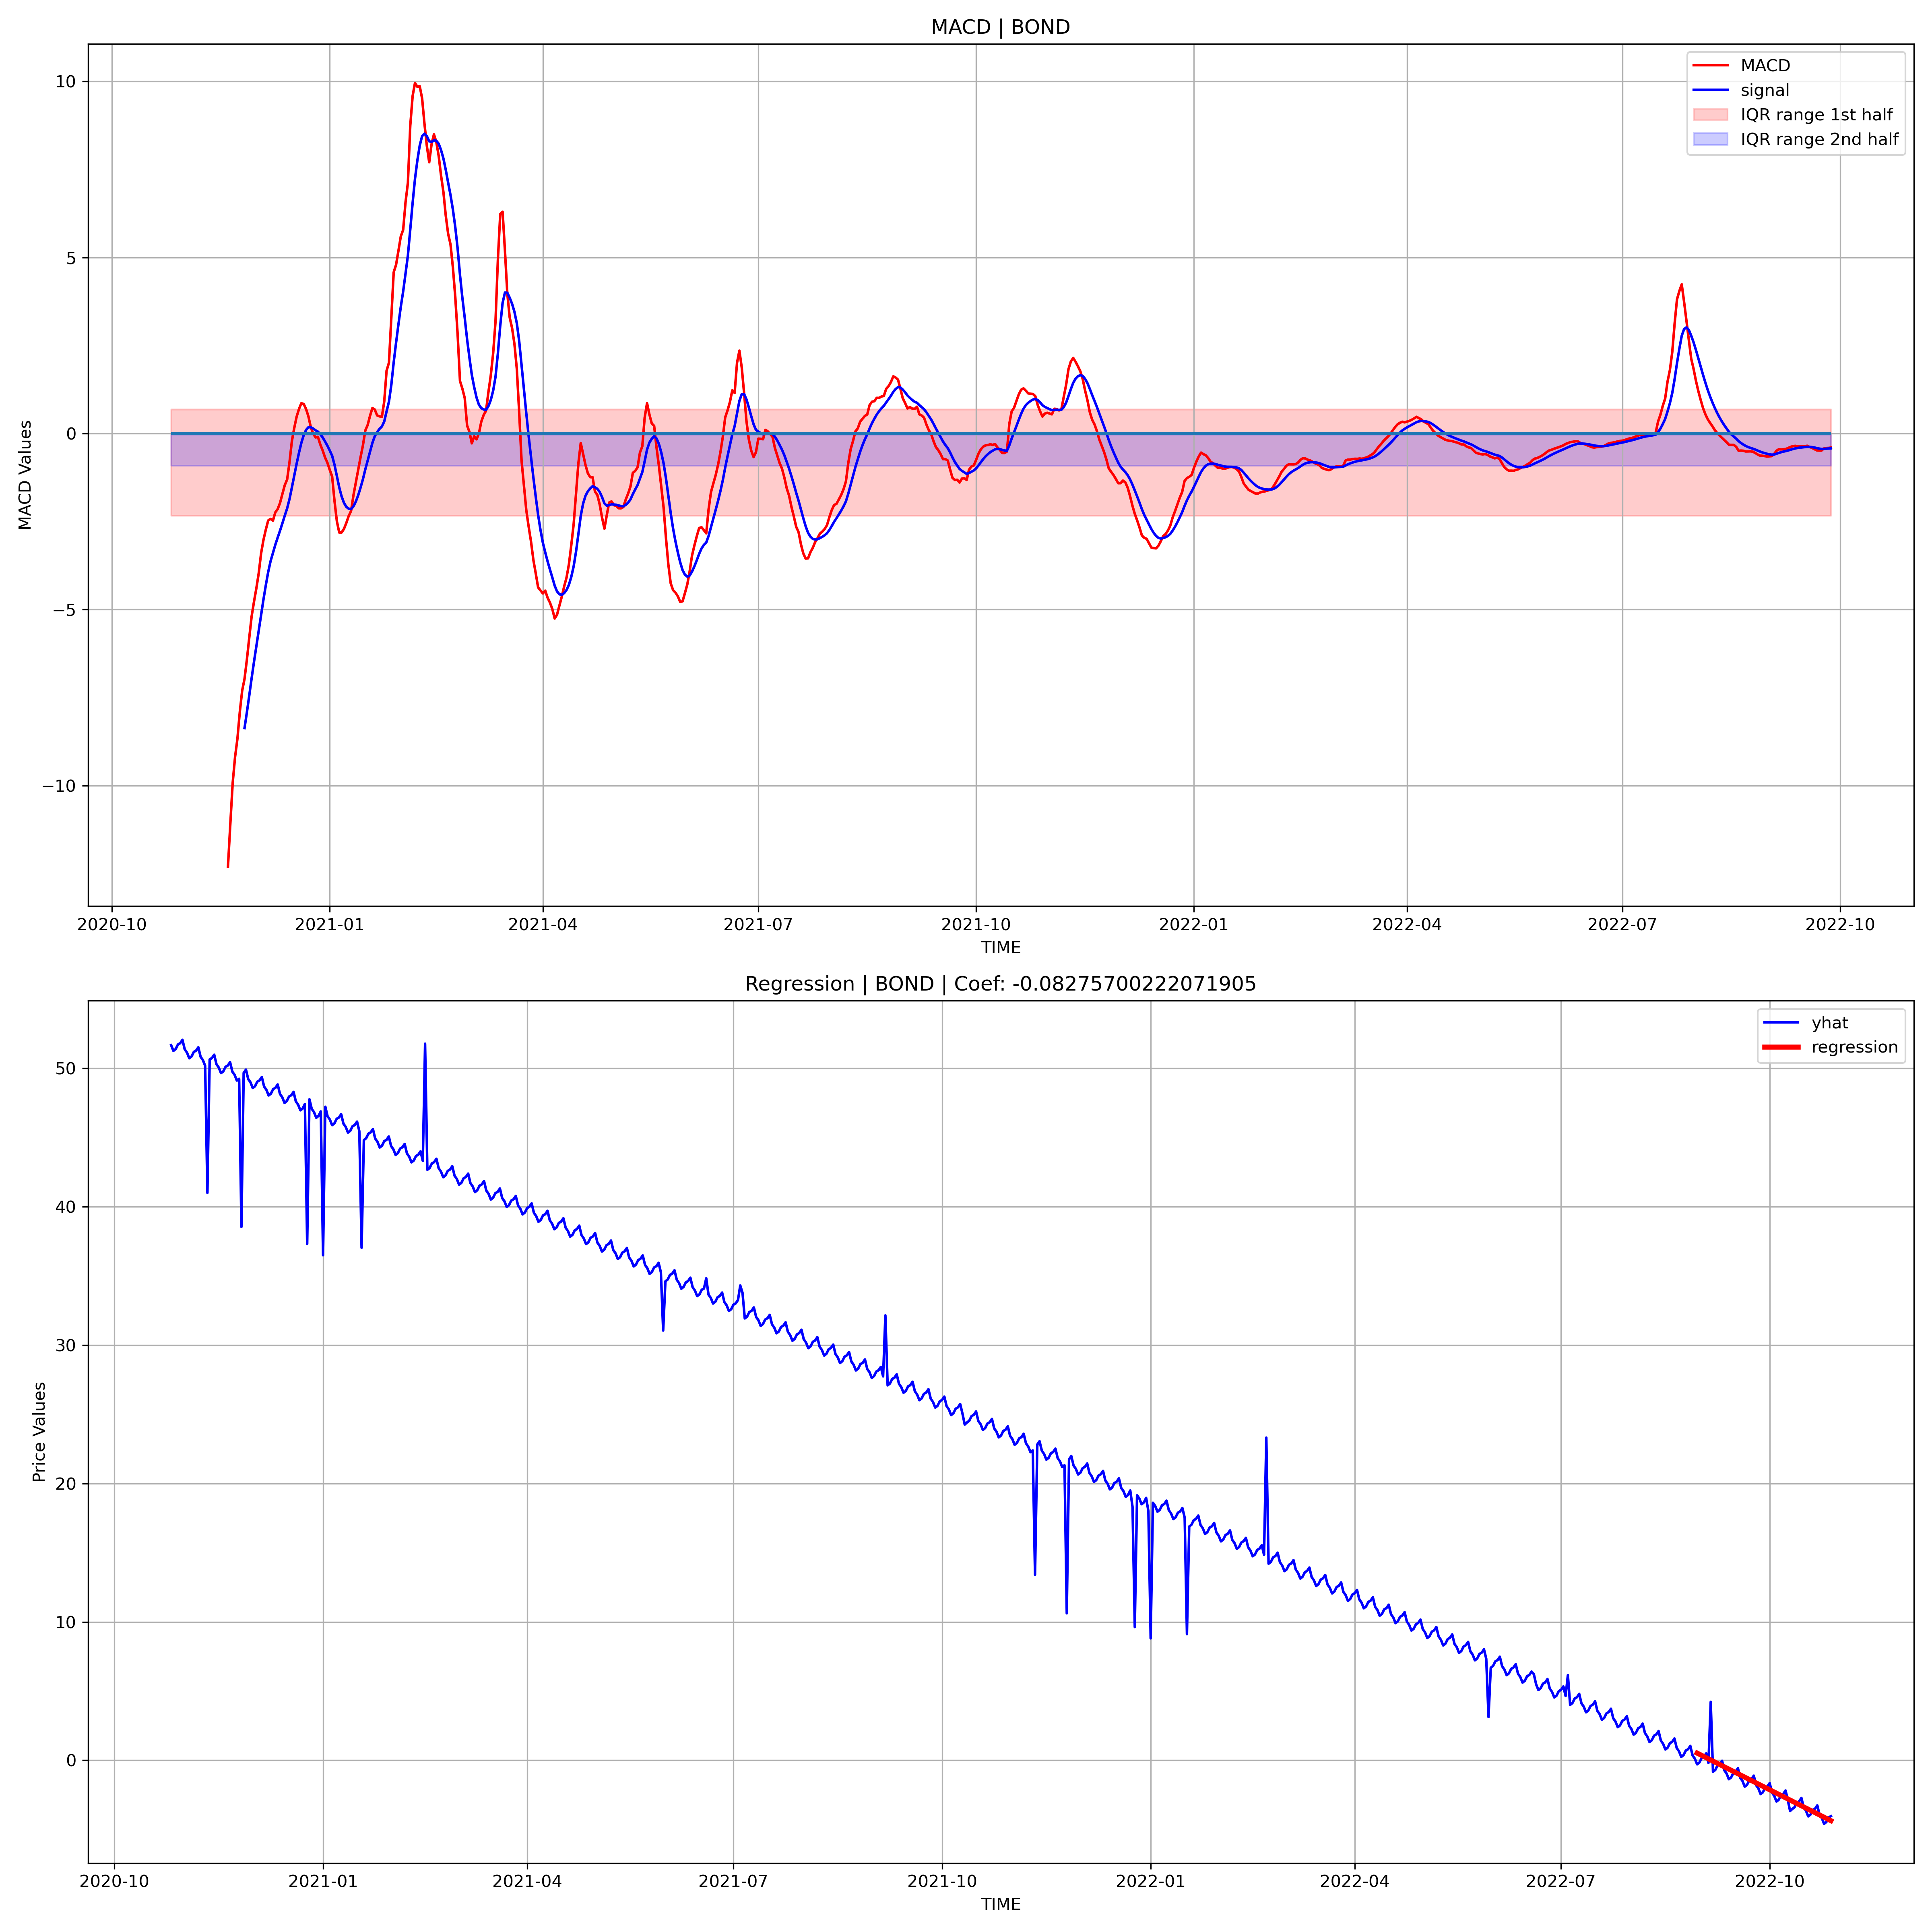 MACD | BOND
MACD
signal
IQR range 1st half
IQR range 2nd half
10
5
0
−5
−10
MACD Values
2020-10 2021-01 2021-04 2021-07 2021-10 2022-01 2022-04 2022-07 2022-10
TIME
Regression | BOND | Coef: -0.08275700222071905
yhat
regression
50
40
30
20
10
0
Price Values
2020-10 2021-01 2021-04 2021-07 2021-10 2022-01 2022-04 2022-07 2022-10
TIME